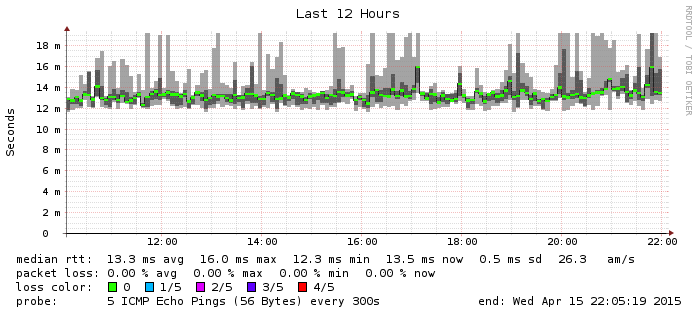 Last 12 Hours
RRDTOOL / TOBI OETIKER
Seconds
18 m
16 m
14 m
12 m
10 m
8 m
6 m
4 m
2 m
0
12:00 14:00 16:00 18:00 20:00 22:00
median rtt: 13.3 ms avg 16.0 ms max 12.3 ms min 13.5 ms now 0.5 ms sd 26.3 am/s
packet loss: 0.00 % avg 0.00 % max 0.00 % min 0.00 % now
loss color: 0 1/5 2/5 3/5 4/5
probe: 5 ICMP Echo Pings (56 Bytes) every 300s end: Wed Apr 15 22:05:19 2015